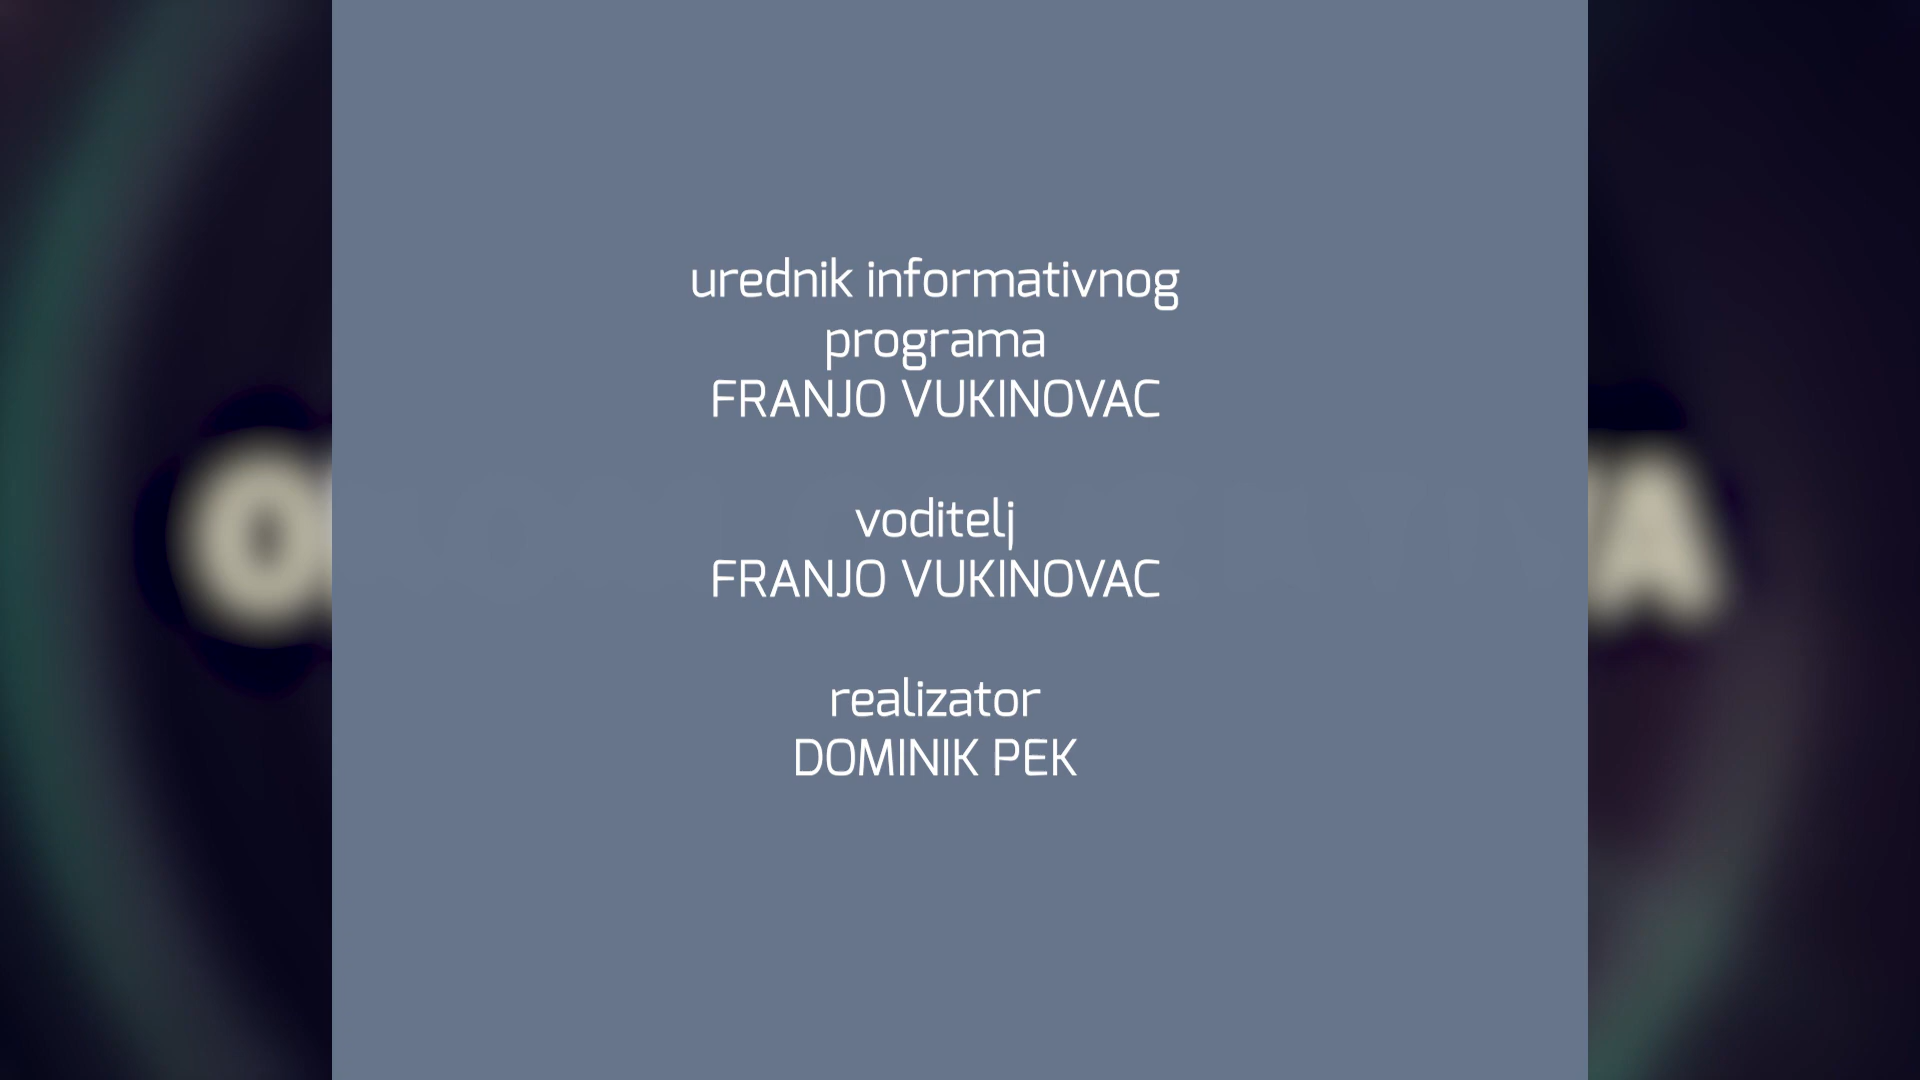 urednik informativnog
programa
FRANJO VUKINOVAC
voditelj
FRANJO VUKINOVAC
realizator
DOMINIK PEK